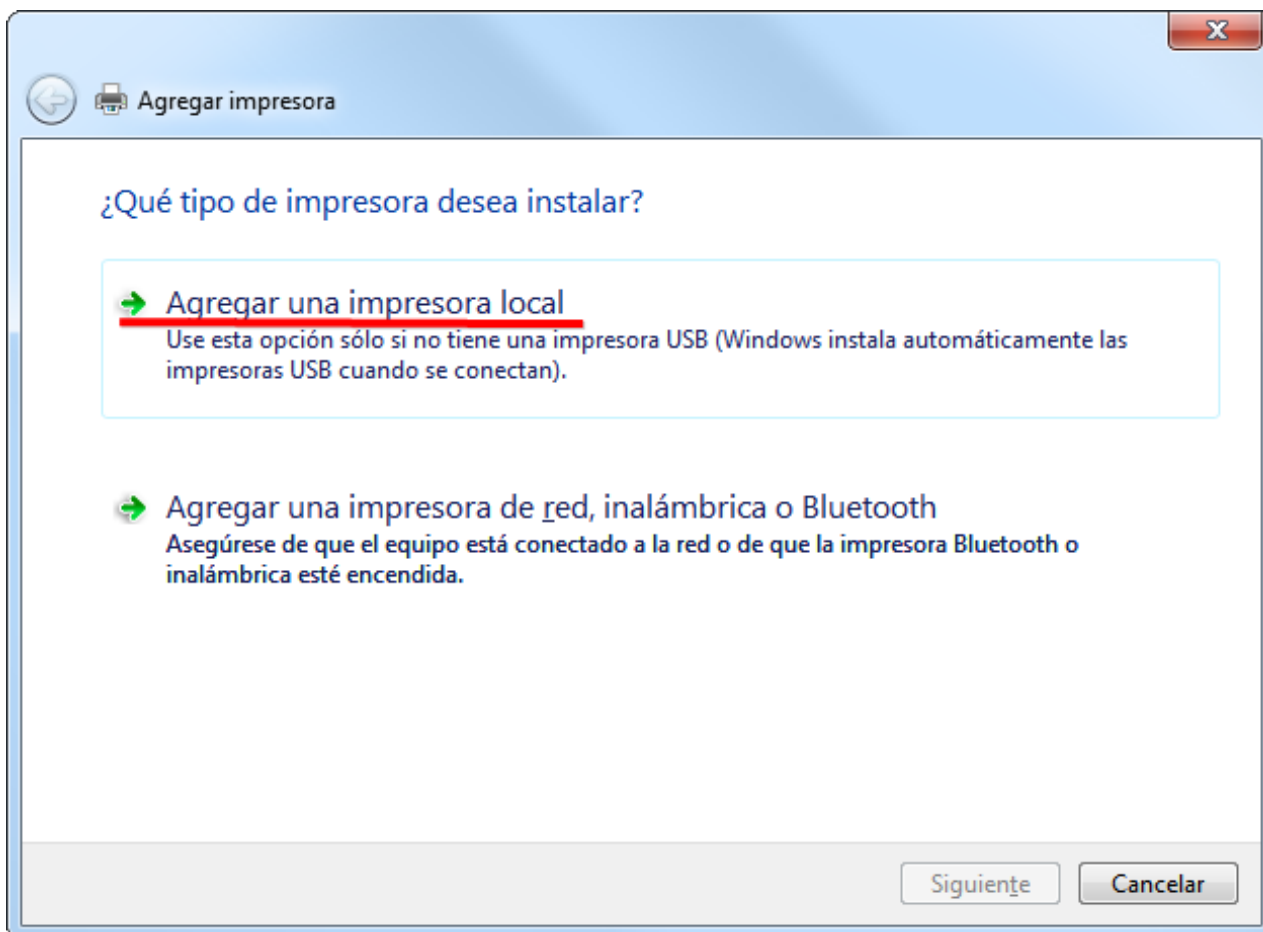 Agregar impresora
¿Qué tipo de impresora desea instalar?
Agregar una impresora local
Use esta opción sólo si no tiene una impresora USB (Windows instala automáticamente las
impresoras USB cuando se conectan).
Agregar una impresora de red, inalámbrica o Bluetooth
Asegúrese de que el equipo está conectado a la red o de que la impresora Bluetooth o
inalámbrica esté encendida.
Siguiente
Cancelar